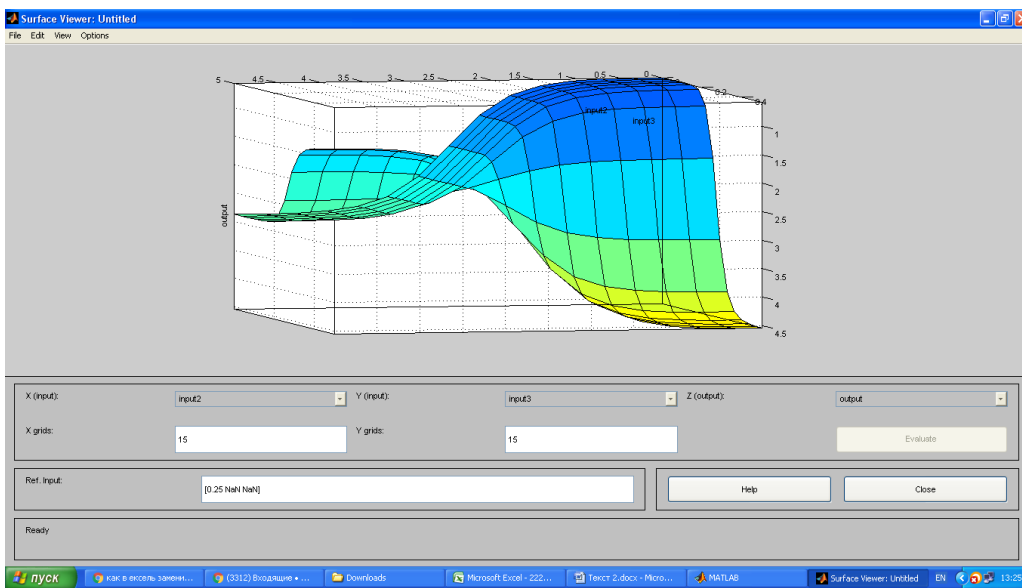 Surface Viewer: Untitled
File Edit View Options
5 4.5 4 3.5 3 2.5 2 1.5 1 0.5 0
0.2
0.4
input2
input3
1
1.5
2
2.5
3
3.5
4
4.5
output
X (input): input2 Y (input): input3 Z (output): output
X grids: 15 Y grids: 15 Evaluate
Ref. Input: [0.25 NaN NaN] Help Close
Ready
пуск как в ексель замени... (3312) Входящие • ... Downloads Microsoft Excel - 222... Текст 2.docx - Micro... MATLAB Surface Viewer: Untitled EN 13:25